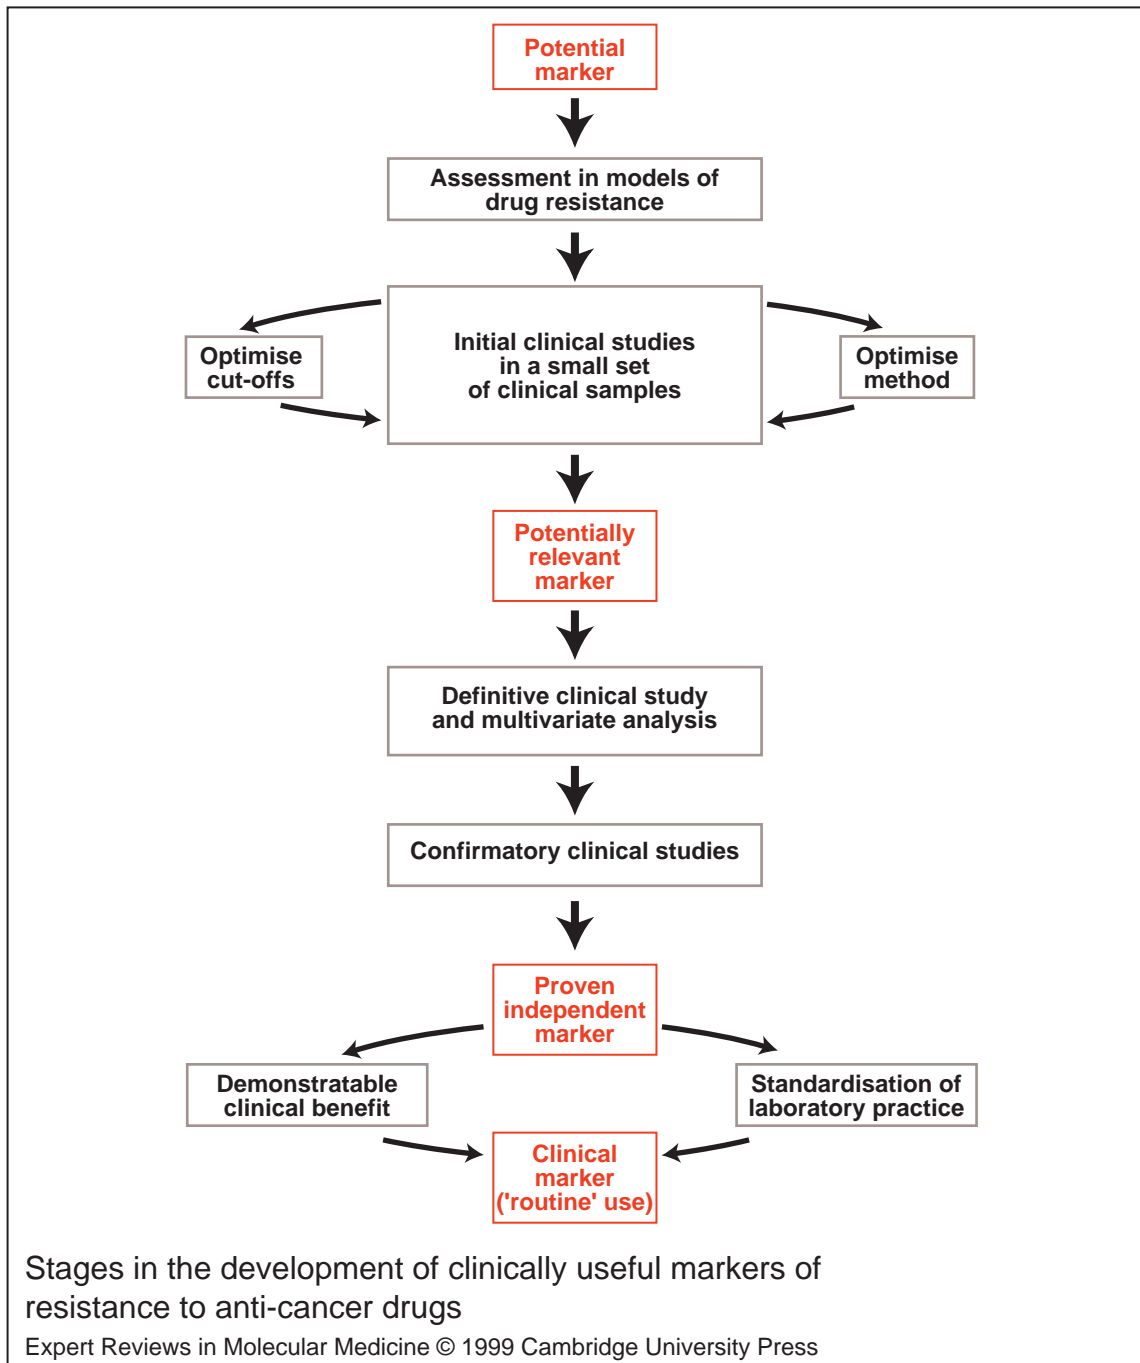 Potential
marker
Assessment in models of
drug resistance
Initial clinical studies
in a small set
of clinical samples
Optimise
cut-offs
Optimise
method
Potentially
relevant
marker
Definitive clinical study
and multivariate analysis
Confirmatory clinical studies
Proven
independent
marker
Demonstratable
clinical benefit
Standardisation of
laboratory practice
Clinical
marker
('routine' use)
Stages in the development of clinically useful markers of
resistance to anti-cancer drugs
Expert Reviews in Molecular Medicine © 1999 Cambridge University Press